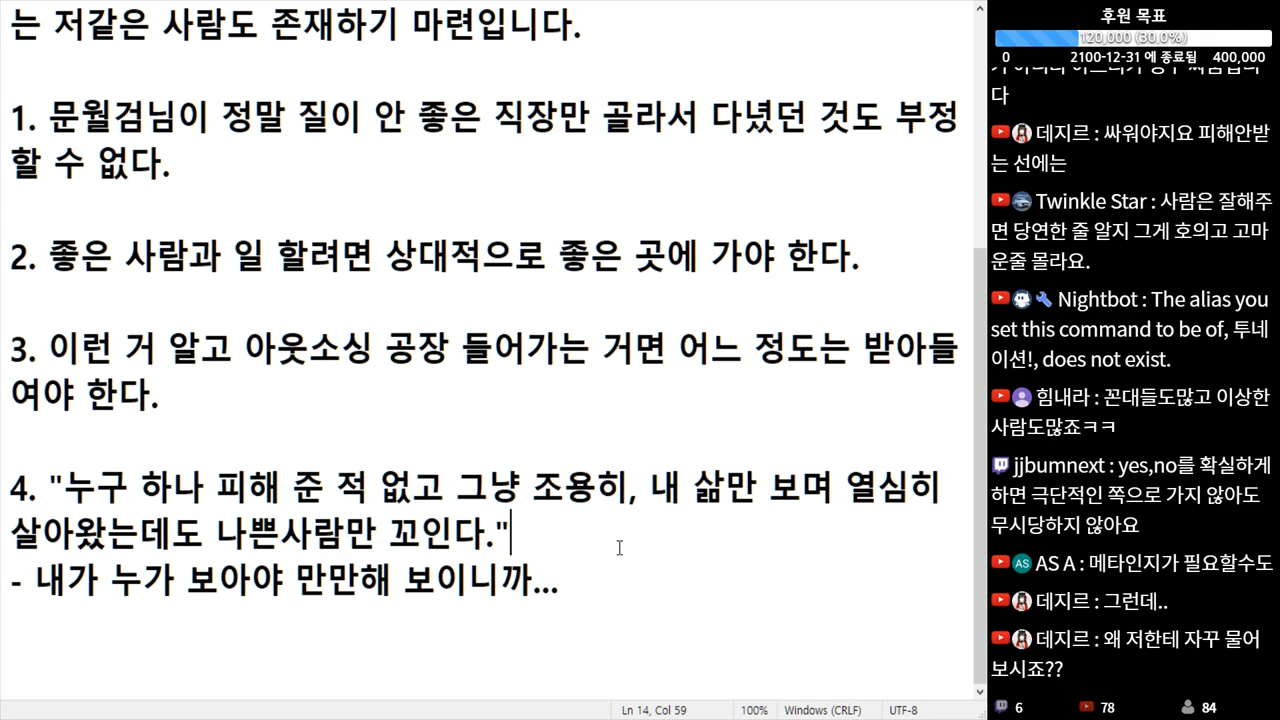 는 저같은 사람도 존재하기 마련입니다.
1. 문월검님이 정말 질이 안 좋은 직장만 골라서 다녔던 것도 부정
할 수 없다.
2. 좋은 사람과 일 할려면 상대적으로 좋은 곳에 가야 한다.
3. 이런 거 알고 아웃소싱 공장 들어가는 거면 어느 정도는 받아들
여야 한다.
4. "누구 하나 피해 준 적 없고 그냥 조용히, 내 삶만 보며 열심히
살아왔는데도 나쁜사람만 꼬인다."
- 내가 누가 보아야 만만해 보이니까...
Ln 14, Col 59
100%
Windows (CRLF)
UTF-8
후원 목표
120,000 (30.0%)
0
2100-12-31 에 종료됨
400,000
다
데지르 : 싸워야지요 피해안받
는 선에는
Twinkle Star : 사람은 잘해주
면 당연한 줄 알지 그게 호의고 고마
운줄 몰라요.
Nightbot : The alias you
set this command to be of, 투네
이션!, does not exist.
힘내라 : 꼰대들도많고 이상한
사람도많죠ㅋㅋ
jjbumnext : yes,no를 확실하게
하면 극단적인 쪽으로 가지 않아도
무시당하지 않아요
AS
AS A : 메타인지가 필요할수도
데지르 : 그런데..
데지르 : 왜 저한테 자꾸 물어
보시죠??
6
78
84